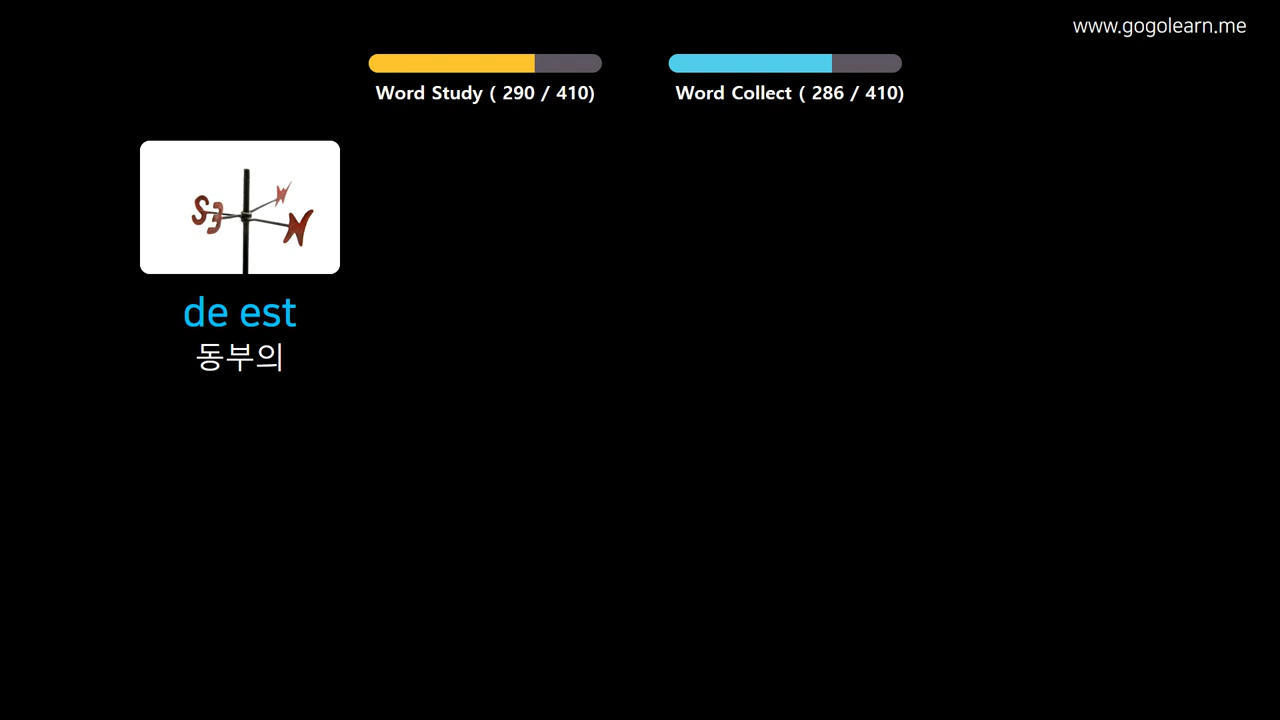 www.gogolearn.me
Word Study ( 290 / 410)
Word Collect ( 286 / 410)
S
E
N
de est
동부의